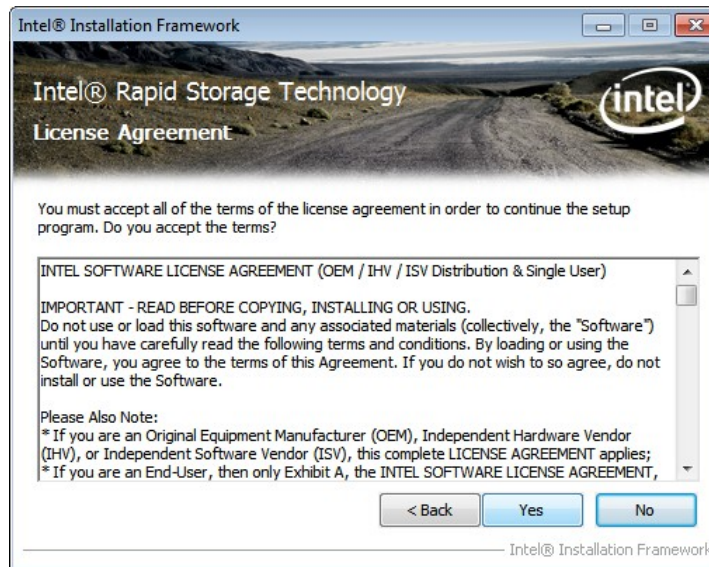 Intel® Installation Framework
Intel® Rapid Storage Technology
License Agreement
intel
You must accept all of the terms of the license agreement in order to continue the setup
program. Do you accept the terms?
INTEL SOFTWARE LICENSE AGREEMENT (OEM / IHV / ISV Distribution & Single User)
IMPORTANT - READ BEFORE COPYING, INSTALLING OR USING.
Do not use or load this software and any associated materials (collectively, the "Software")
until you have carefully read the following terms and conditions. By loading or using the
Software, you agree to the terms of this Agreement. If you do not wish to so agree, do not
install or use the Software.
Please Also Note:
* If you are an Original Equipment Manufacturer (OEM), Independent Hardware Vendor
(IHV), or Independent Software Vendor (ISV), this complete LICENSE AGREEMENT applies;
* If you are an End-User, then only Exhibit A, the INTEL SOFTWARE LICENSE AGREEMENT,
< Back Yes No
Intel® Installation Framework